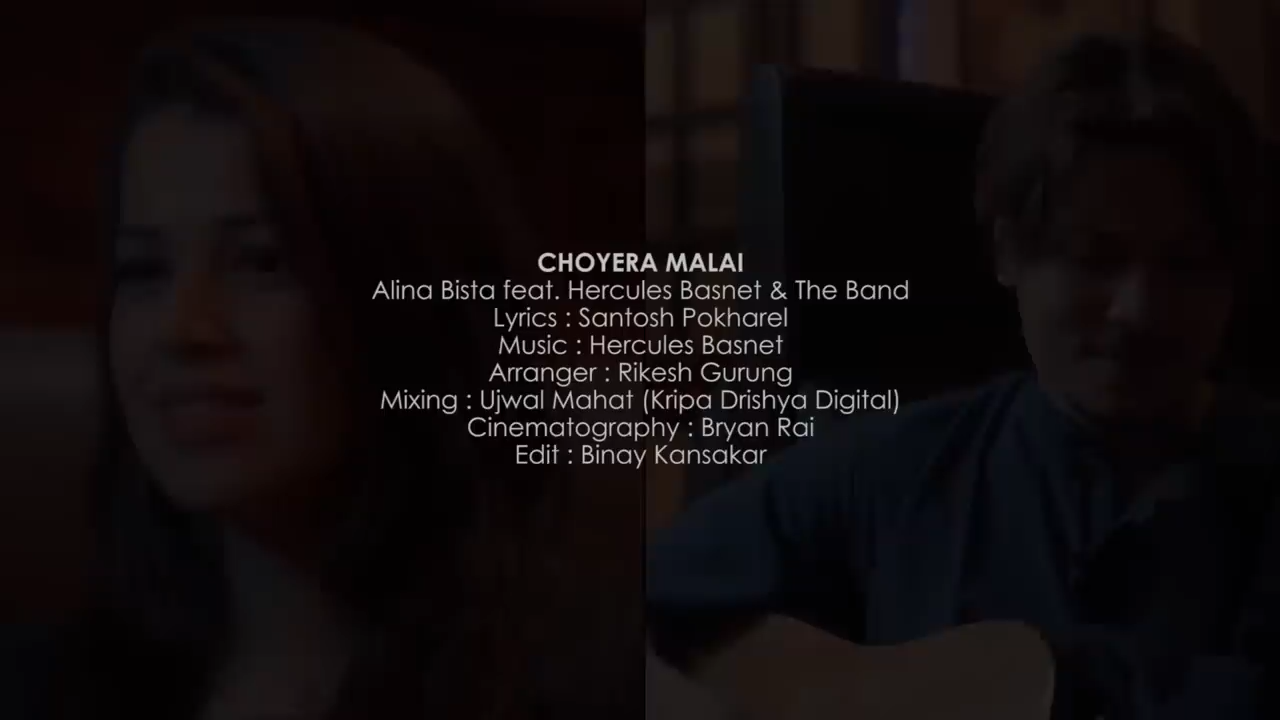 CHOYERA MALAI
Alina Bista feat. Hercules Basnet & The Band
Lyrics : Santosh Pokharel
Music : Hercules Basnet
Arranger : Rikesh Gurung
Mixing : Ujwal Mahat (Kripa Drishya Digital)
Cinematography : Bryan Rai
Edit : Binay Kansakar